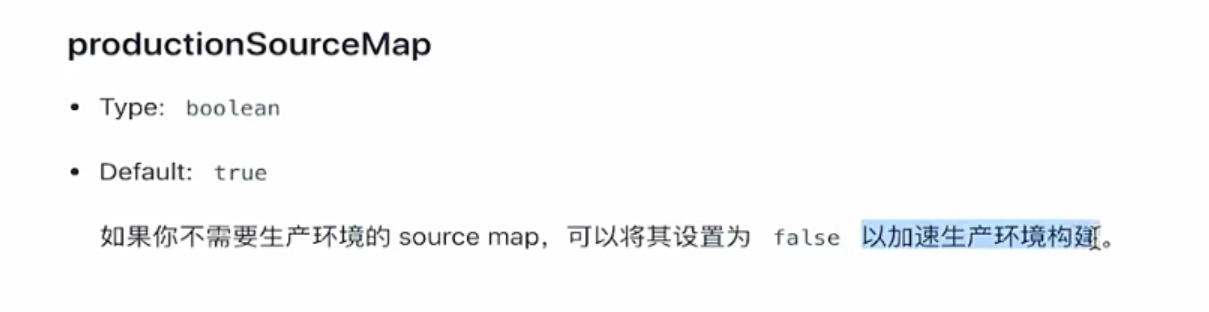 productionSourceMap
• Type: boolean
• Default: true
如果你不需要生产环境的 source map，可以将其设置为 false 以加速生产环境构建。